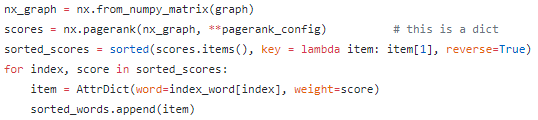 nx_graph = nx.from_numpy_matrix(graph)
scores = nx.pagerank(nx_graph, **pagerank_config) # this is a dict
sorted_scores = sorted(scores.items(), key = lambda item: item[1], reverse=True)
for index, score in sorted_scores:
    item = AttrDict(word=index_word[index], weight=score)
    sorted_words.append(item)